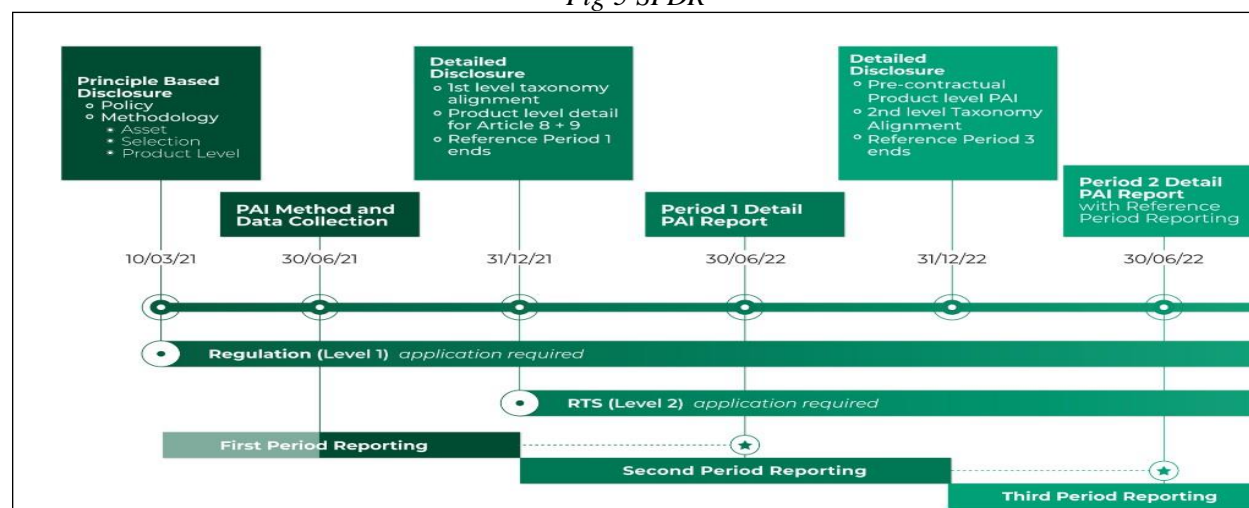 Fig 5 SFDR
Principle Based
Disclosure
Policy
Methodology
Asset
Selection
Product Level
Detailed
Disclosure
1st level taxonomy
alignment
Product level detail
for Article 8 + 9
Reference Period 1
ends
Detailed
Disclosure
Pre-contractual
Product level PAI
2nd level Taxonomy
Alignment
Reference Period 3
ends
PAI Method and
Data Collection
Period 1 Detail
PAI Report
Period 2 Detail
PAI Report
with Reference
Period Reporting
10/03/21
30/06/21
31/12/21
30/06/22
31/12/22
30/06/22
Regulation (Level 1) application required
RTS (Level 2) application required
First Period Reporting
Second Period Reporting
Third Period Reporting